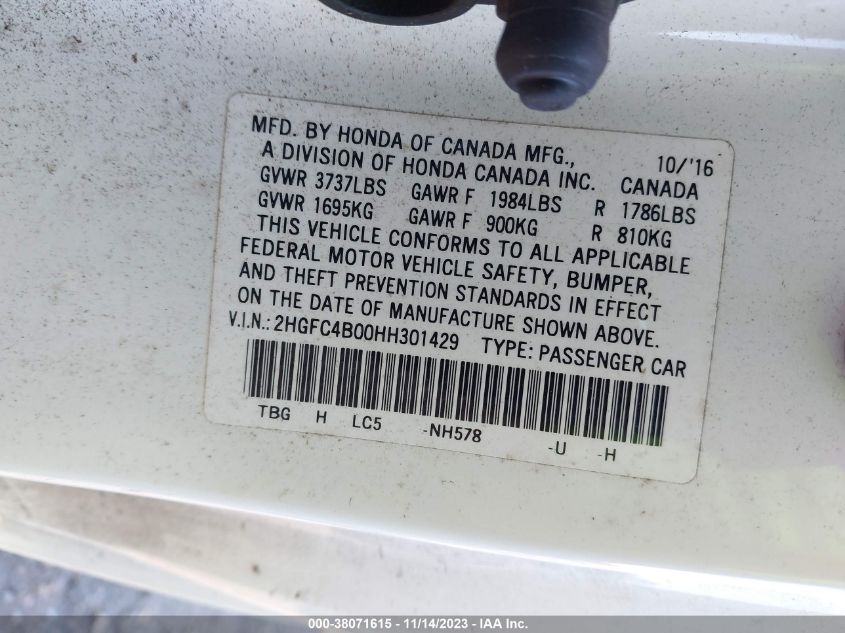 MFD. BY HONDA OF CANADA MFG., 10/'16
A DIVISION OF HONDA CANADA INC. CANADA
GVWR 3737LBS GAWR F 1984LBS R 1786LBS
GVWR 1695KG GAWR F 900KG R 810KG
THIS VEHICLE CONFORMS TO ALL APPLICABLE
FEDERAL MOTOR VEHICLE SAFETY, BUMPER,
AND THEFT PREVENTION STANDARDS IN EFFECT
ON THE DATE OF MANUFACTURE SHOWN ABOVE.
V.I.N.: 2HGFC4B00HH301429 TYPE: PASSENGER CAR
TBG H LC5 -NH578 -U -H
000-38071615 - 11/14/2023 - IAA Inc.